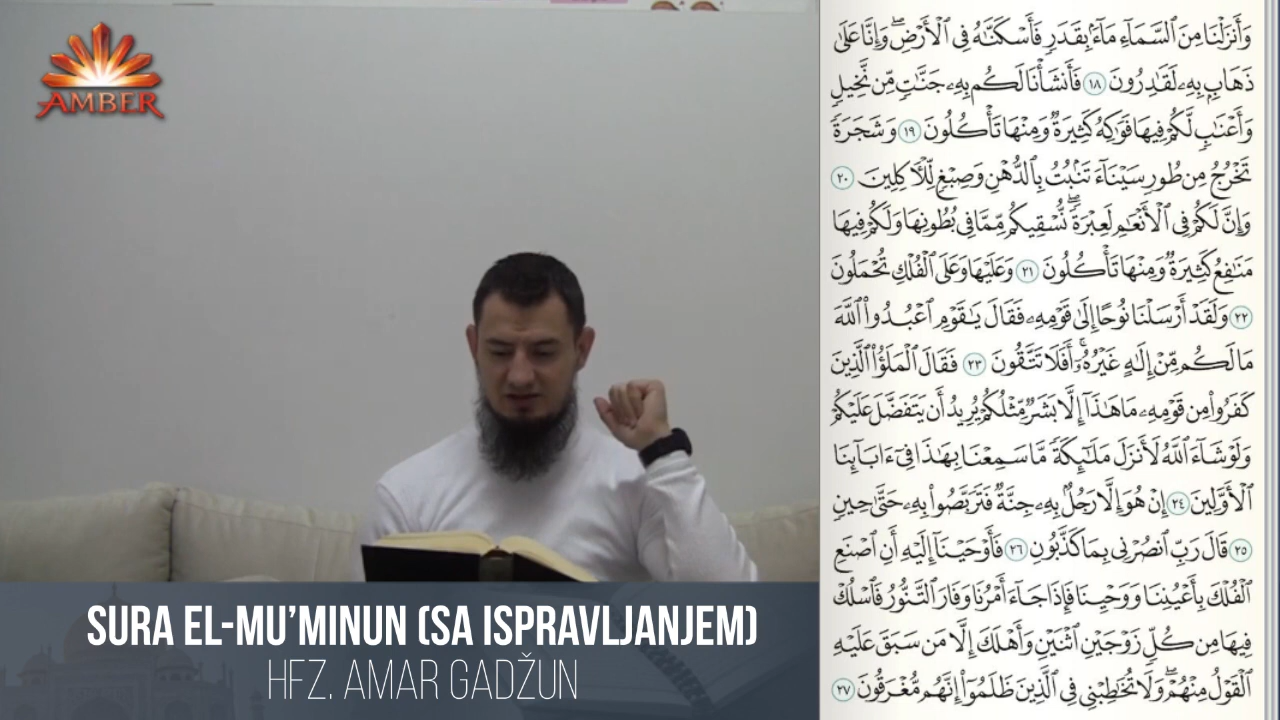 AMBER
وَأَنزَلْنَا مِنَ ٱلسَّمَآءِ مَآءًۢ بِقَدَرٍ فَأَسْكَنَّٰهُ فِى ٱلْأَرْضِ ۖ وَإِنَّا عَلَىٰ
ذَهَابٍۭ بِهِۦ لَقَٰدِرُونَ ١٨ فَأَنشَأْنَا لَكُم بِهِۦ جَنَّٰتٍ مِّن نَّخِيلٍ
وَأَعْنَٰبٍ لَّكُمْ فِيهَا فَوَٰكِهُ كَثِيرَةٌ وَمِنْهَا تَأْكُلُونَ ١٩ وَشَجَرَةً
تَخْرُجُ مِن طُورِ سَيْنَآءَ تَنۢبُتُ بِٱلدُّهْنِ وَصِبْغٍ لِّلْـَٔاكِلِينَ ٢٠
وَإِنَّ لَكُمْ فِى ٱلْأَنْعَٰمِ لَعِبْرَةً ۖ نُّسْقِيكُم مِّمَّا فِى بُطُونِهَا وَلَكُمْ فِيهَا
مَنَٰفِعُ كَثِيرَةٌ وَمِنْهَا تَأْكُلُونَ ٢١ وَعَلَيْهَا وَعَلَى ٱلْفُلْكِ تُحْمَلُونَ
٢٢ وَلَقَدْ أَرْسَلْنَا نُوحًا إِلَىٰ قَوْمِهِۦ فَقَالَ يَٰقَوْمِ ٱعْبُدُوا۟ ٱللَّهَ
مَا لَكُم مِّنْ إِلَٰهٍ غَيْرُهُۥٓ ۚ أَفَلَا تَتَّقُونَ ٢٣ فَقَالَ ٱلْمَلَؤُا۟ ٱلَّذِينَ
كَفَرُوا۟ مِن قَوْمِهِۦ مَا هَٰذَآ إِلَّا بَشَرٌ مِّثْلُكُمْ يُرِيدُ أَن يَتَفَضَّلَ عَلَيْكُمْ
وَلَوْ شَآءَ ٱللَّهُ لَأَنزَلَ مَلَٰٓئِكَةً مَّا سَمِعْنَا بِهَٰذَا فِىٓ ءَابَآئِنَا
ٱلْأَوَّلِينَ ٢٤ إِنْ هُوَ إِلَّا رَجُلٌۢ بِهِۦ جِنَّةٌ فَتَرَبَّصُوا۟ بِهِۦ حَتَّىٰ حِينٍ
٢٥ قَالَ رَبِّ ٱنصُرْنِى بِمَا كَذَّبُونِ ٢٦ فَأَوْحَيْنَآ إِلَيْهِ أَنِ ٱصْنَعِ
ٱلْفُلْكَ بِأَعْيُنِنَا وَوَحْيِنَا فَإِذَا جَآءَ أَمْرُنَا وَفَارَ ٱلتَّنُّورُ ۙ فَٱسْلُكْ
فِيهَا مِن كُلٍّ زَوْجَيْنِ ٱثْنَيْنِ وَأَهْلَكَ إِلَّا مَن سَبَقَ عَلَيْهِ
ٱلْقَوْلُ مِنْهُمْ ۖ وَلَا تُخَٰطِبْنِى فِى ٱلَّذِينَ ظَلَمُوٓا۟ ۖ إِنَّهُم مُّغْرَقُونَ ٢٧
SURA EL-MU'MINUN (SA ISPRAVLJANJEM)
HFZ. AMAR GADŽUN